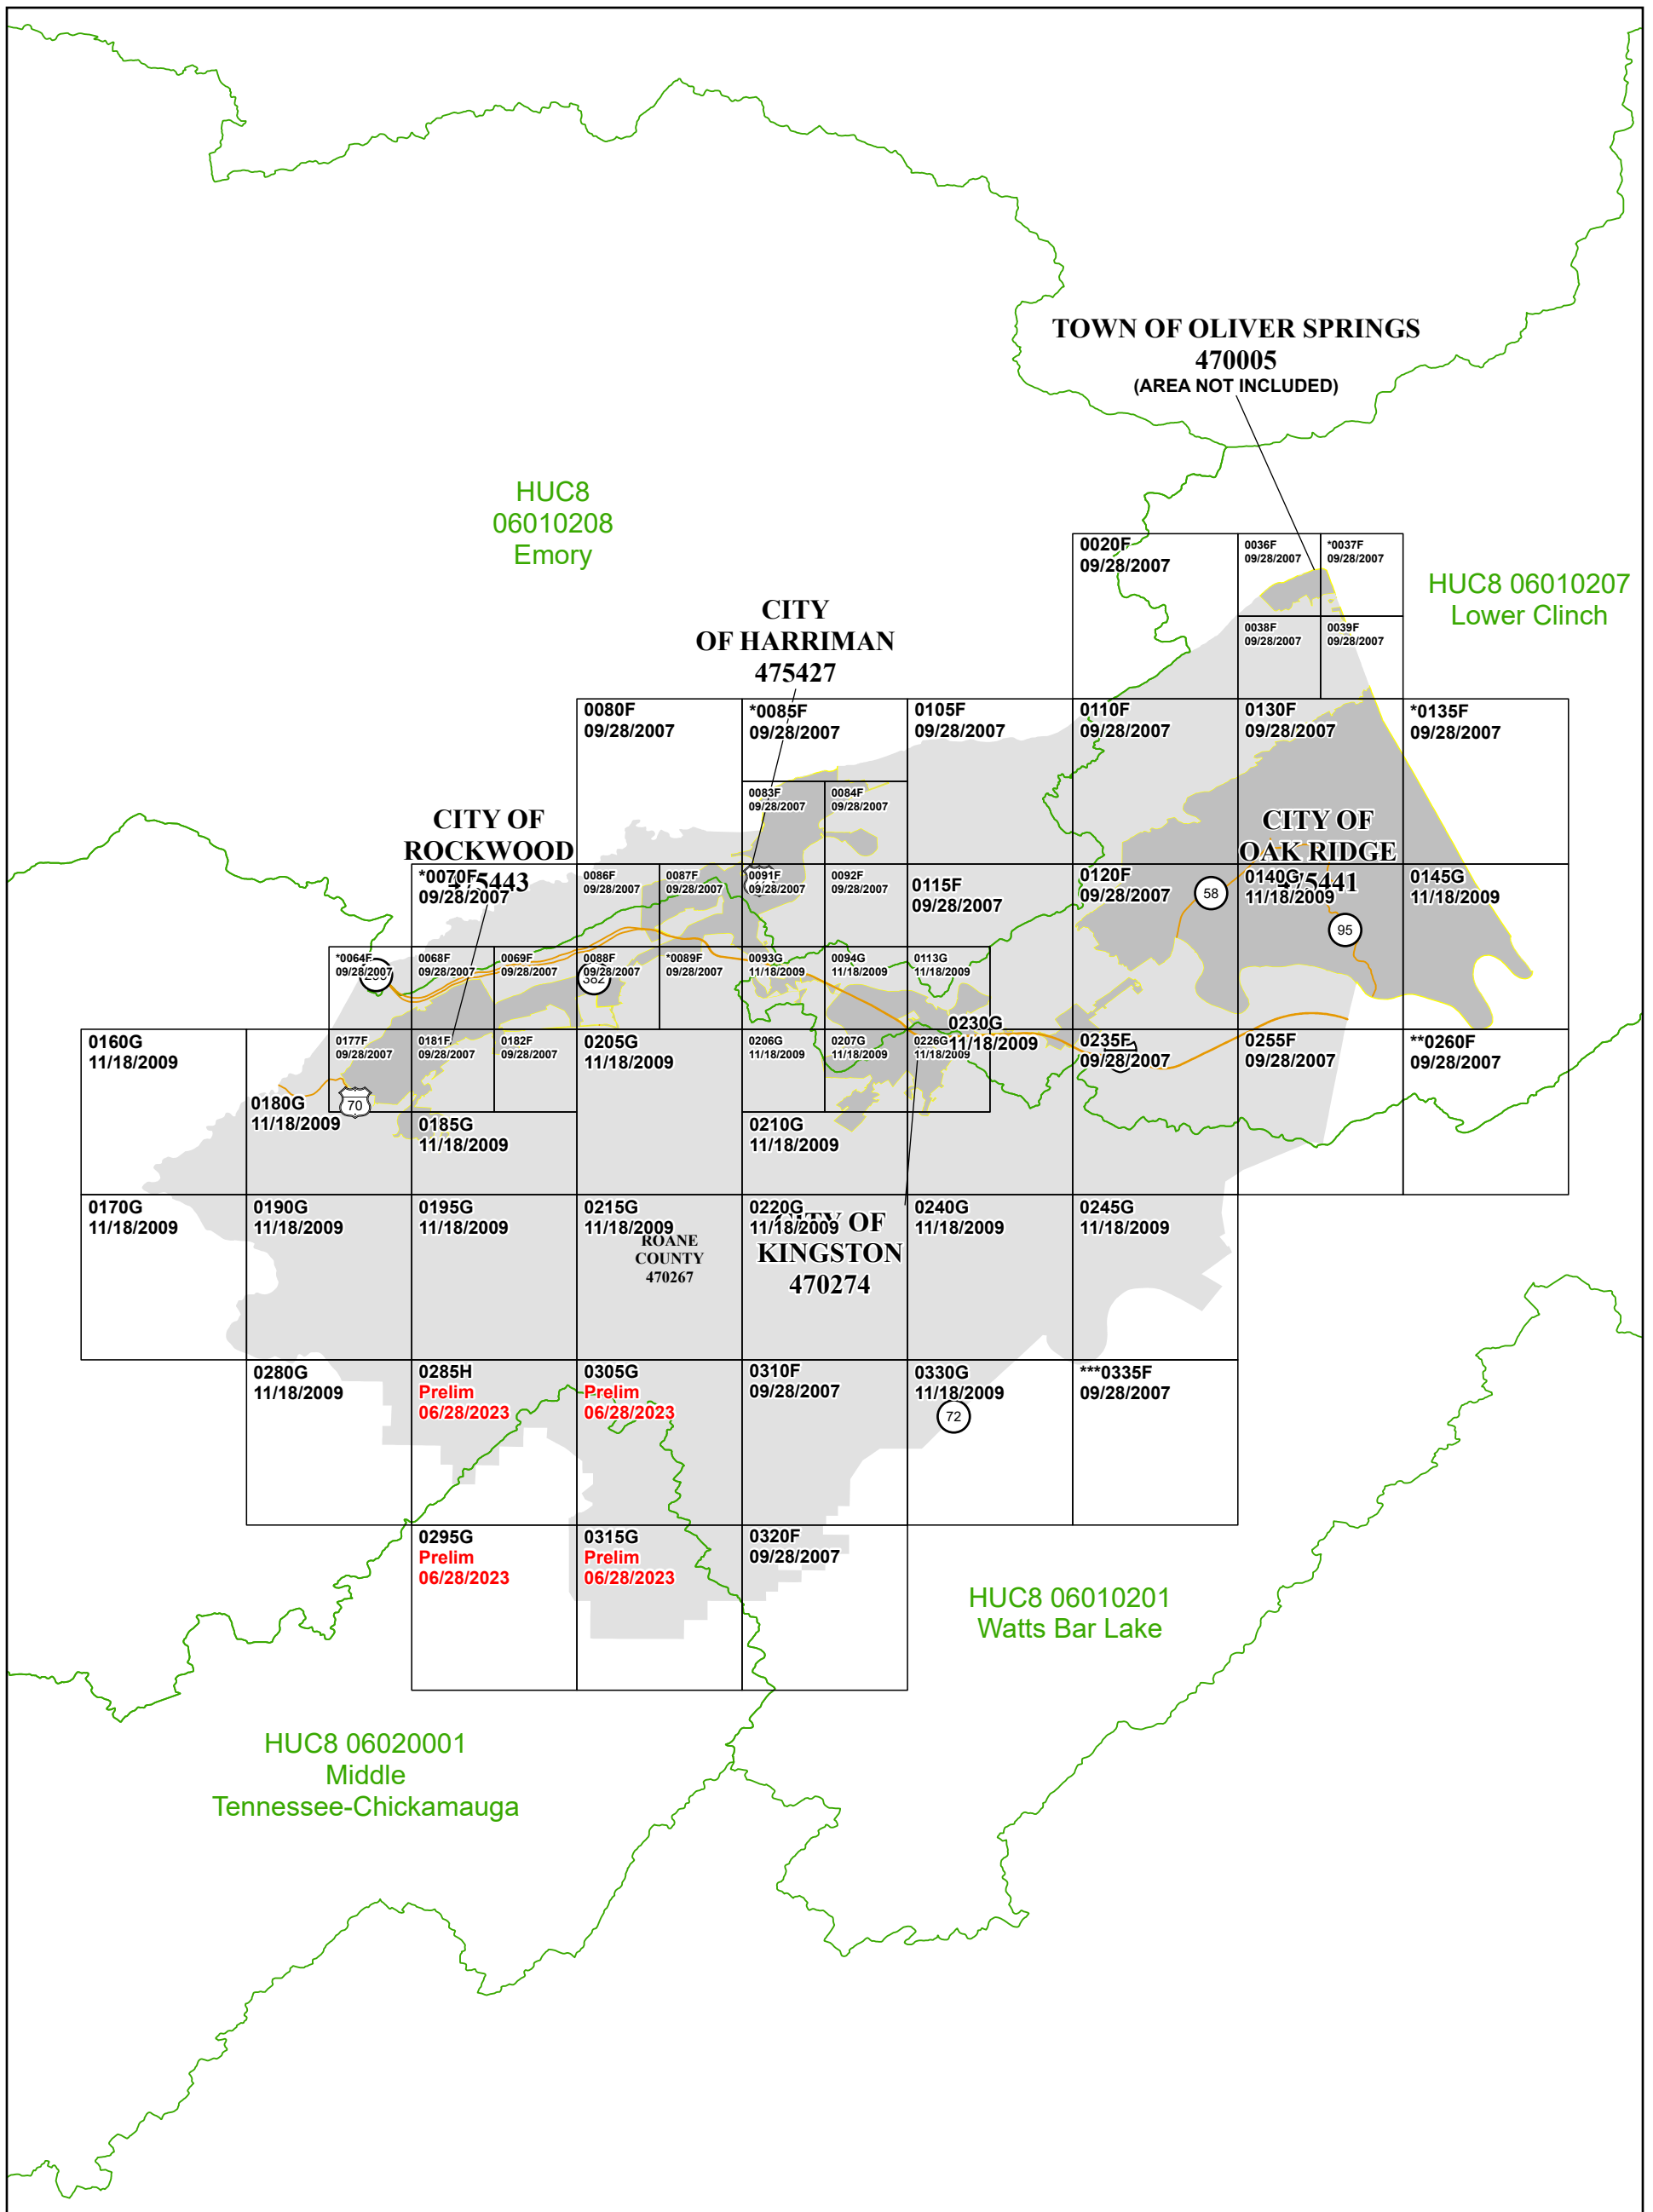 TOWN OF OLIVER SPRINGS
470005
(AREA NOT INCLUDED)
HUC8
06010208
Emory
0020F
09/28/2007
0036F
09/28/2007
*0037F
09/28/2007
HUC8 06010207
Lower Clinch
CITY
OF HARRIMAN
475427
0038F
09/28/2007
0039F
09/28/2007
0080F
09/28/2007
*0085F
09/28/2007
0105F
09/28/2007
0110F
09/28/2007
0130F
09/28/2007
*0135F
09/28/2007
0083F
09/28/2007
0084F
09/28/2007
CITY OF
ROCKWOOD
475443
CITY OF
OAK RIDGE
475441
*0070F
09/28/2007
0086F
09/28/2007
0087F
09/28/2007
0091F
09/28/2007
0092F
09/28/2007
0115F
09/28/2007
0120F
09/28/2007
58
0140G
11/18/2009
95
0145G
11/18/2009
*0064F
09/28/2007
0068F
09/28/2007
0069F
09/28/2007
0088F
09/28/2007
382
*0089F
09/28/2007
0093G
11/18/2009
0094G
11/18/2009
0113G
11/18/2009
0160G
11/18/2009
0177F
09/28/2007
0181F
09/28/2007
0182F
09/28/2007
0205G
11/18/2009
0206G
11/18/2009
0207G
11/18/2009
0226G
11/18/2009
0230G
11/18/2009
0235F
09/28/2007
0255F
09/28/2007
**0260F
09/28/2007
0180G
11/18/2009
70
0185G
11/18/2009
0210G
11/18/2009
0170G
11/18/2009
0190G
11/18/2009
0195G
11/18/2009
0215G
11/18/2009
ROANE
COUNTY
470267
0220G
11/18/2009
CITY OF
KINGSTON
470274
0240G
11/18/2009
0245G
11/18/2009
0280G
11/18/2009
0285H
Prelim
06/28/2023
0305G
Prelim
06/28/2023
0310F
09/28/2007
0330G
11/18/2009
72
***0335F
09/28/2007
0295G
Prelim
06/28/2023
0315G
Prelim
06/28/2023
0320F
09/28/2007
HUC8 06010201
Watts Bar Lake
HUC8 06020001
Middle
Tennessee-Chickamauga